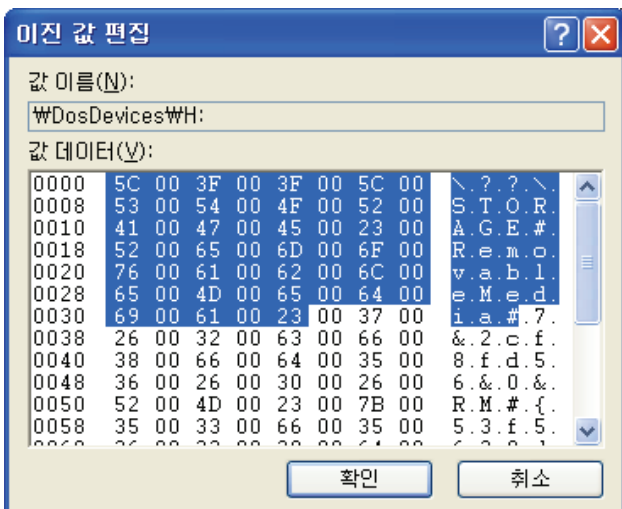 이진 값 편집
값 이름(N):
₩DosDevices₩H:
값 데이터(V):
0000 5C 00 3F 00 3F 00 5C 00 \.?.?.\.
0008 53 00 54 00 4F 00 52 00 S.T.O.R.
0010 41 00 47 00 45 00 23 00 A.G.E.#.
0018 52 00 65 00 6D 00 6F 00 R.e.m.o.
0020 76 00 61 00 62 00 6C 00 v.a.b.l.
0028 65 00 4D 00 65 00 64 00 e.M.e.d.
0030 69 00 61 00 23 00 37 00 i.a.#.7.
0038 26 00 32 00 63 00 66 00 &.2.c.f.
0040 38 00 66 00 64 00 35 00 8.f.d.5.
0048 36 00 26 00 30 00 26 00 6.&.0.&.
0050 52 00 4D 00 23 00 7B 00 R.M.#.{.
0058 35 00 33 00 66 00 35 00 5.3.f.5.
확인 취소